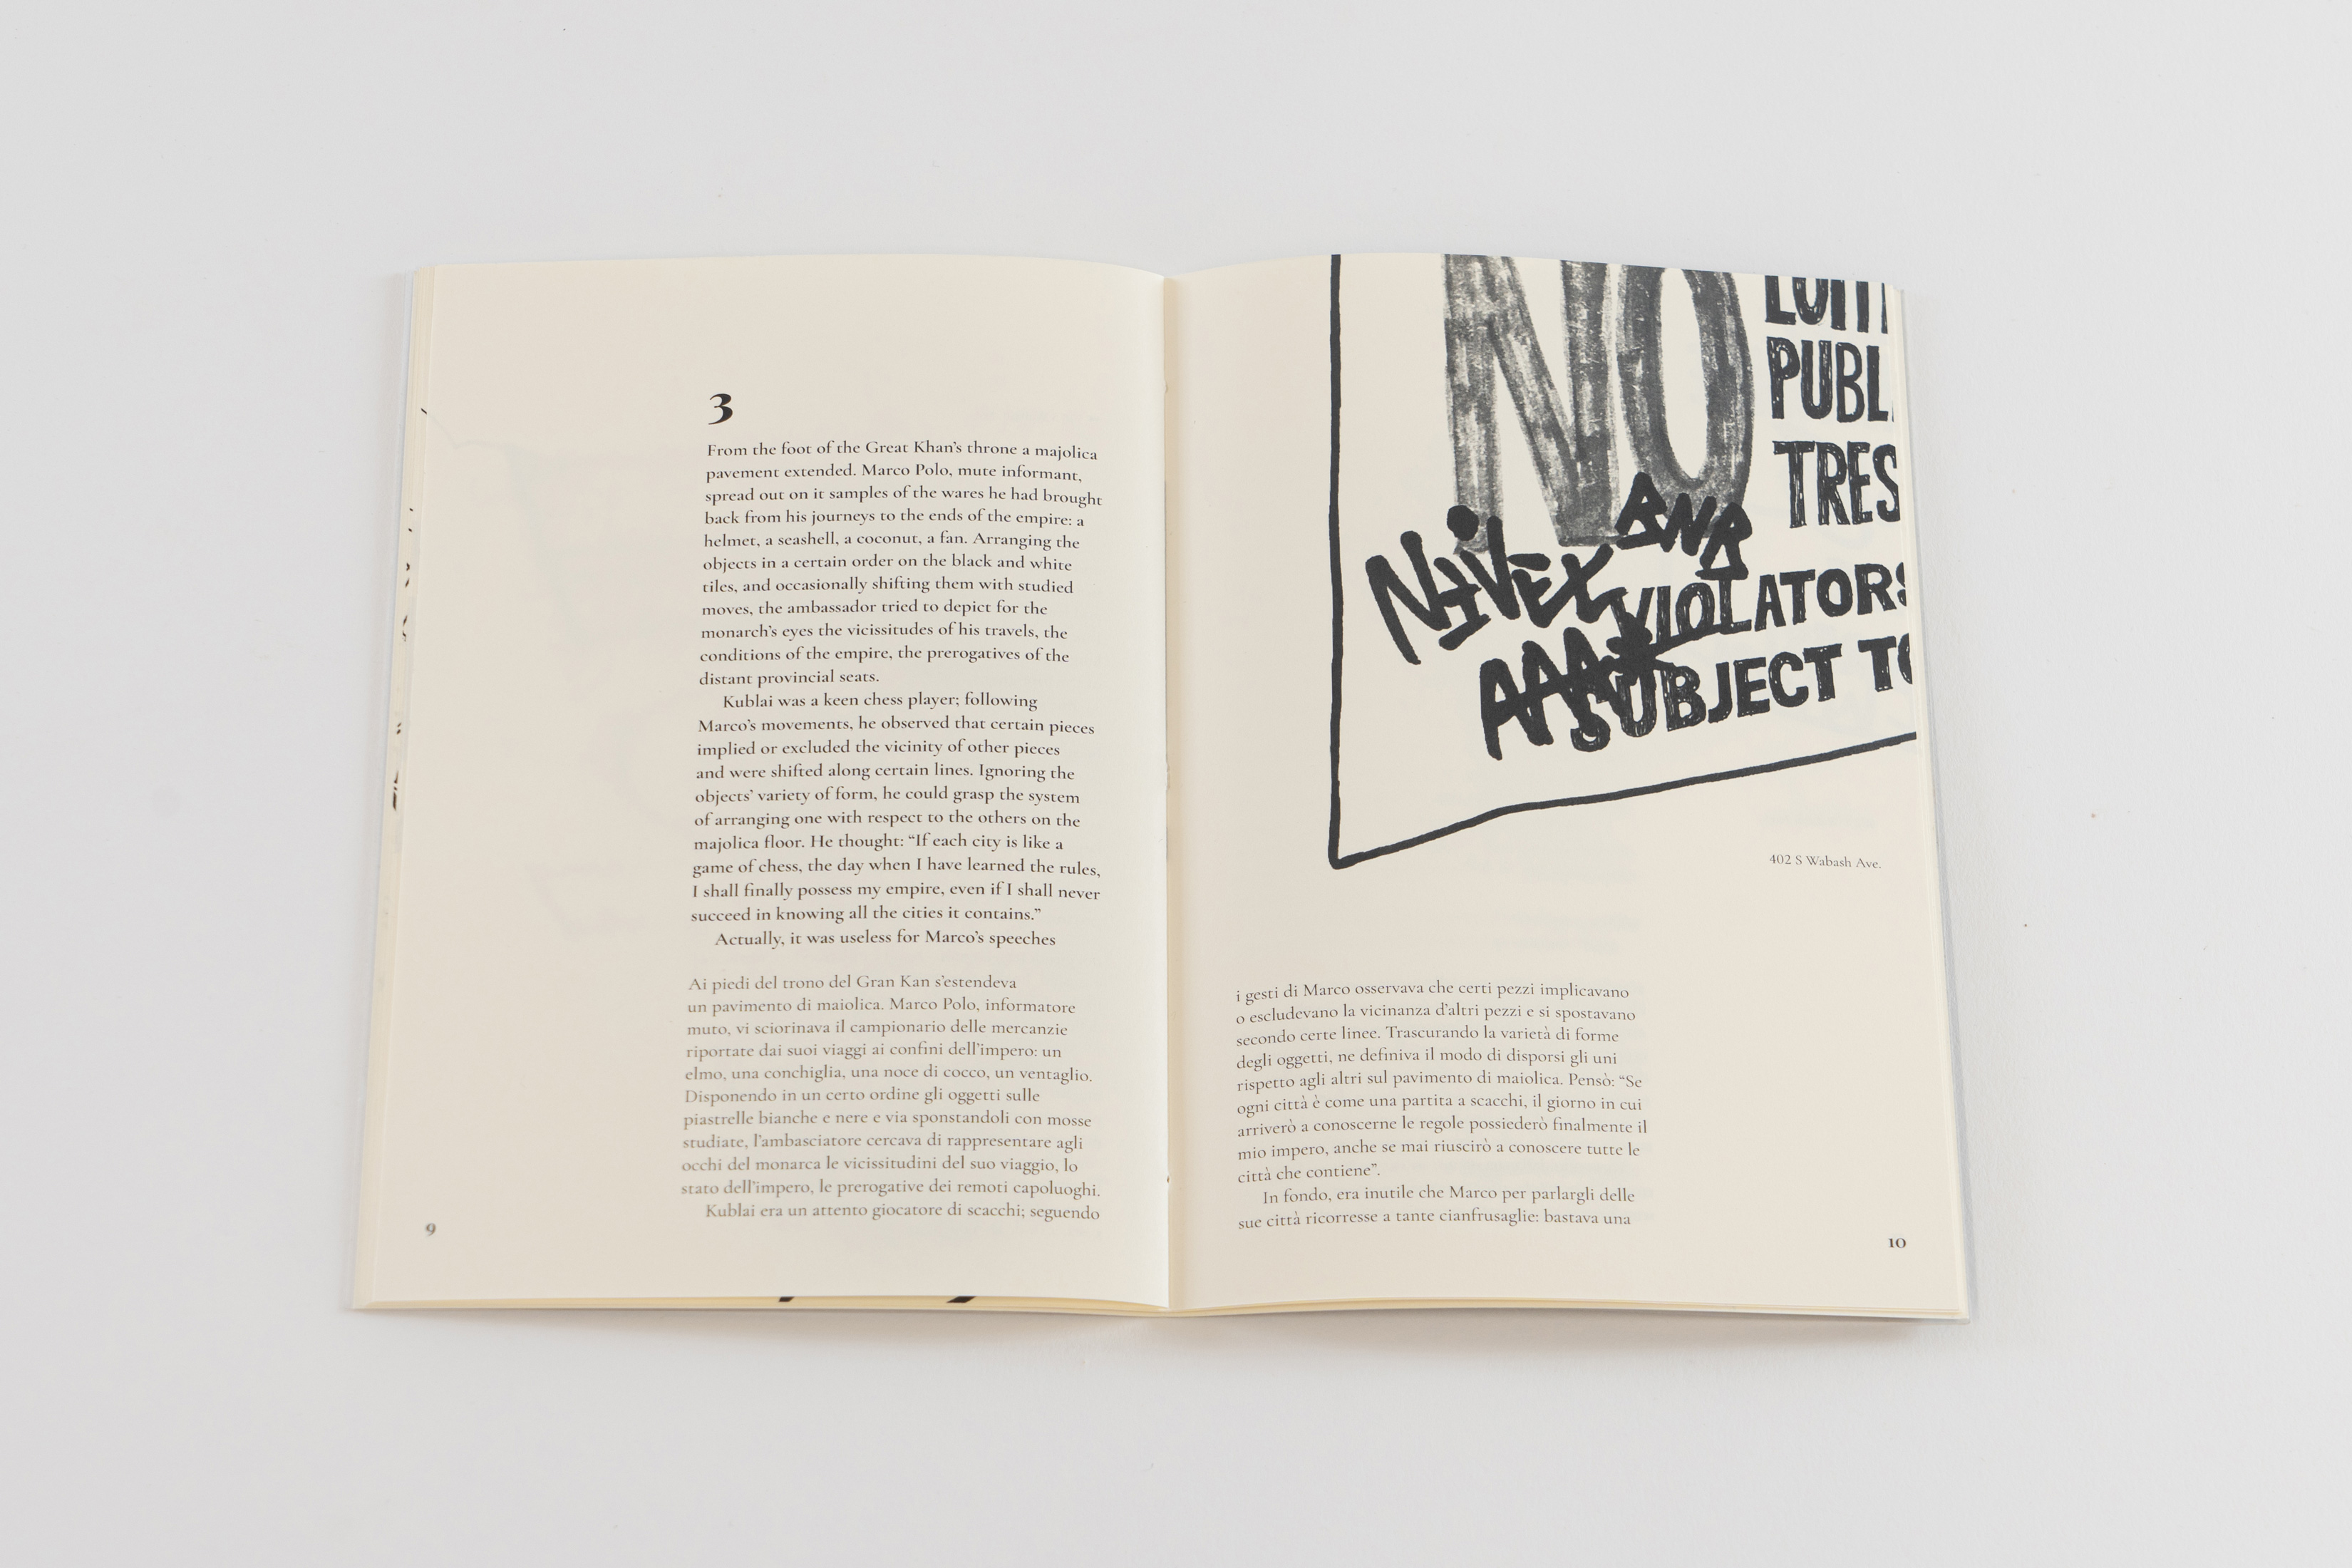 3
From the foot of the Great Khan's throne a majolica
pavement extended. Marco Polo, mute informant,
spread out on it samples of the wares he had brought
back from his journeys to the ends of the empire: a
helmet, a seashell, a coconut, a fan. Arranging the
objects in a certain order on the black and white
tiles, and occasionally shifting them with studied
moves, the ambassador tried to depict for the
monarch's eyes the vicissitudes of his travels, the
conditions of the empire, the prerogatives of the
distant provincial seats.
Kublai was a keen chess player; following
Marco's movements, he observed that certain pieces
implied or excluded the vicinity of other pieces
and were shifted along certain lines. Ignoring the
objects' variety of form, he could grasp the system
of arranging one with respect to the others on the
majolica floor. He thought: “If each city is like a
game of chess, the day when I have learned the rules,
I shall finally possess my empire, even if I shall never
succeed in knowing all the cities it contains.”
Actually, it was useless for Marco's speeches
Ai piedi del trono del Gran Kan s'estendeva
un pavimento di maiolica. Marco Polo, informatore
muto, vi sciorinava il campionario delle mercanzie
riportate dai suoi viaggi ai confini dell'impero: un
elmo, una conchiglia, una noce di cocco, un ventaglio.
Disponendo in un certo ordine gli oggetti sulle
piastrelle bianche e nere e via sponstandoli con mosse
studiate, l'ambasciatore cercava di rappresentare agli
occhi del monarca le vicissitudini del suo viaggio, lo
stato dell'impero, le prerogative dei remoti capoluoghi.
Kublai era un attento giocatore di scacchi; seguendo
9
NO
PUBL
TRES
VIOLATORS
SUBJECT TO
402 S Wabash Ave.
i gesti di Marco osservava che certi pezzi implicavano
o escludevano la vicinanza d'altri pezzi e si spostavano
secondo certe linee. Trascurando la varietà di forme
degli oggetti, ne definiva il modo di disporsi gli uni
rispetto agli altri sul pavimento di maiolica. Pensò: “Se
ogni città è come una partita a scacchi, il giorno in cui
arriverò a conoscerne le regole possiederò finalmente il
mio impero, anche se mai riuscirò a conoscere tutte le
città che contiene”.
In fondo, era inutile che Marco per parlargli delle
sue città ricorresse a tante cianfrusaglie: bastava una
10